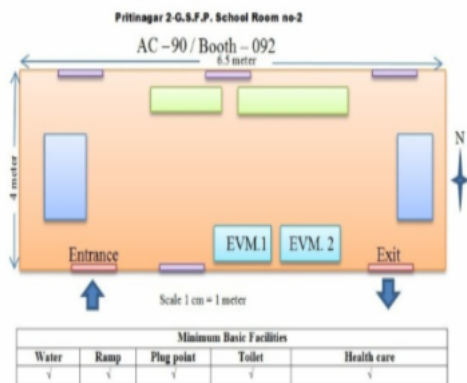 Pritinagar 2-G.S.F.P. School Room no-2
AC -90 / Booth – 092
6.5 meter
4 meter
N
EVM.1 EVM. 2
Entrance Exit
Scale 1 cm = 1 meter
Minimum Basic Facilities
Water Ramp Plug point Toilet Health care
√ √ √ √ √